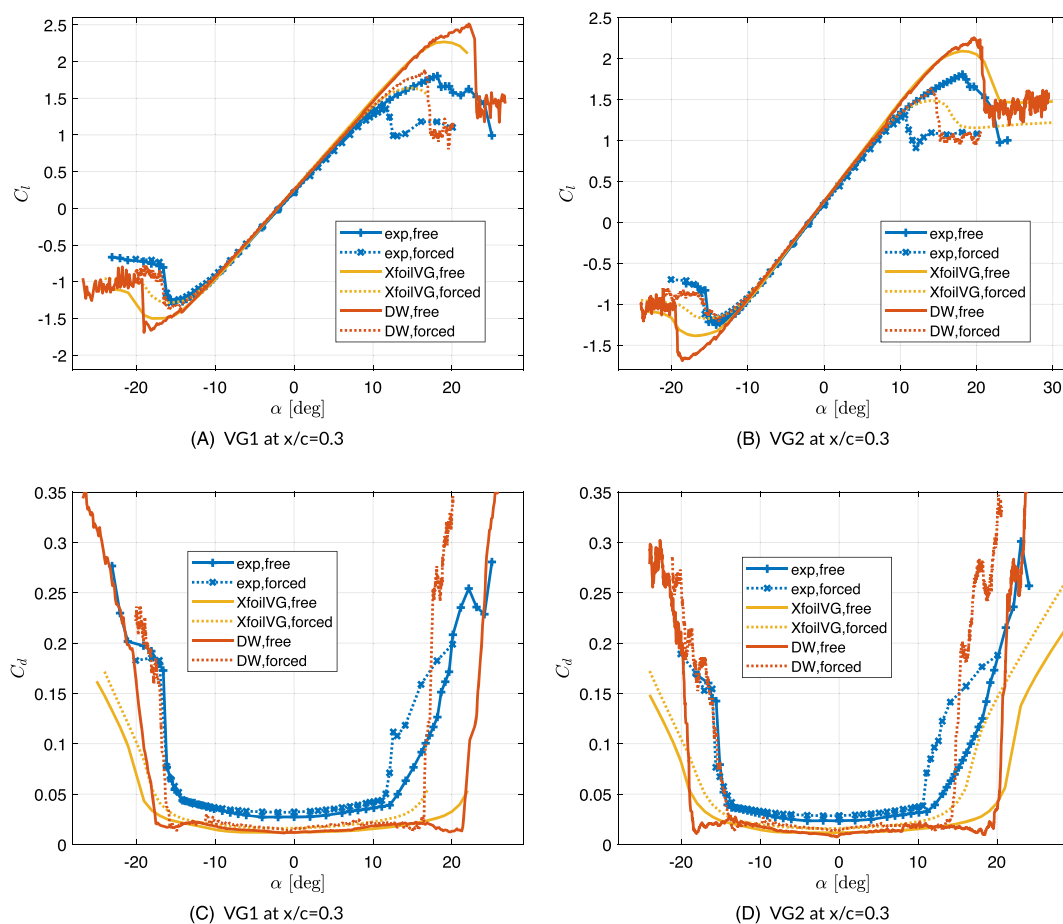 2.5
2
1.5
1
0.5
0
-0.5
-1
-1.5
-2
C_l
-20 -10 0 10 20
α [deg]
exp,free
exp,forced
XfoilVG,free
XfoilVG,forced
DW,free
DW,forced
(A) VG1 at x/c=0.3
2.5
2
1.5
1
0.5
0
-0.5
-1
-1.5
C_l
-20 -10 0 10 20 30
α [deg]
exp,free
exp,forced
XfoilVG,free
XfoilVG,forced
DW,free
DW,forced
(B) VG2 at x/c=0.3
0.35
0.3
0.25
0.2
0.15
0.1
0.05
0
C_d
-20 -10 0 10 20
α [deg]
exp,free
exp,forced
XfoilVG,free
XfoilVG,forced
DW,free
DW,forced
(C) VG1 at x/c=0.3
0.35
0.3
0.25
0.2
0.15
0.1
0.05
0
C_d
-20 -10 0 10 20
α [deg]
exp,free
exp,forced
XfoilVG,free
XfoilVG,forced
DW,free
DW,forced
(D) VG2 at x/c=0.3